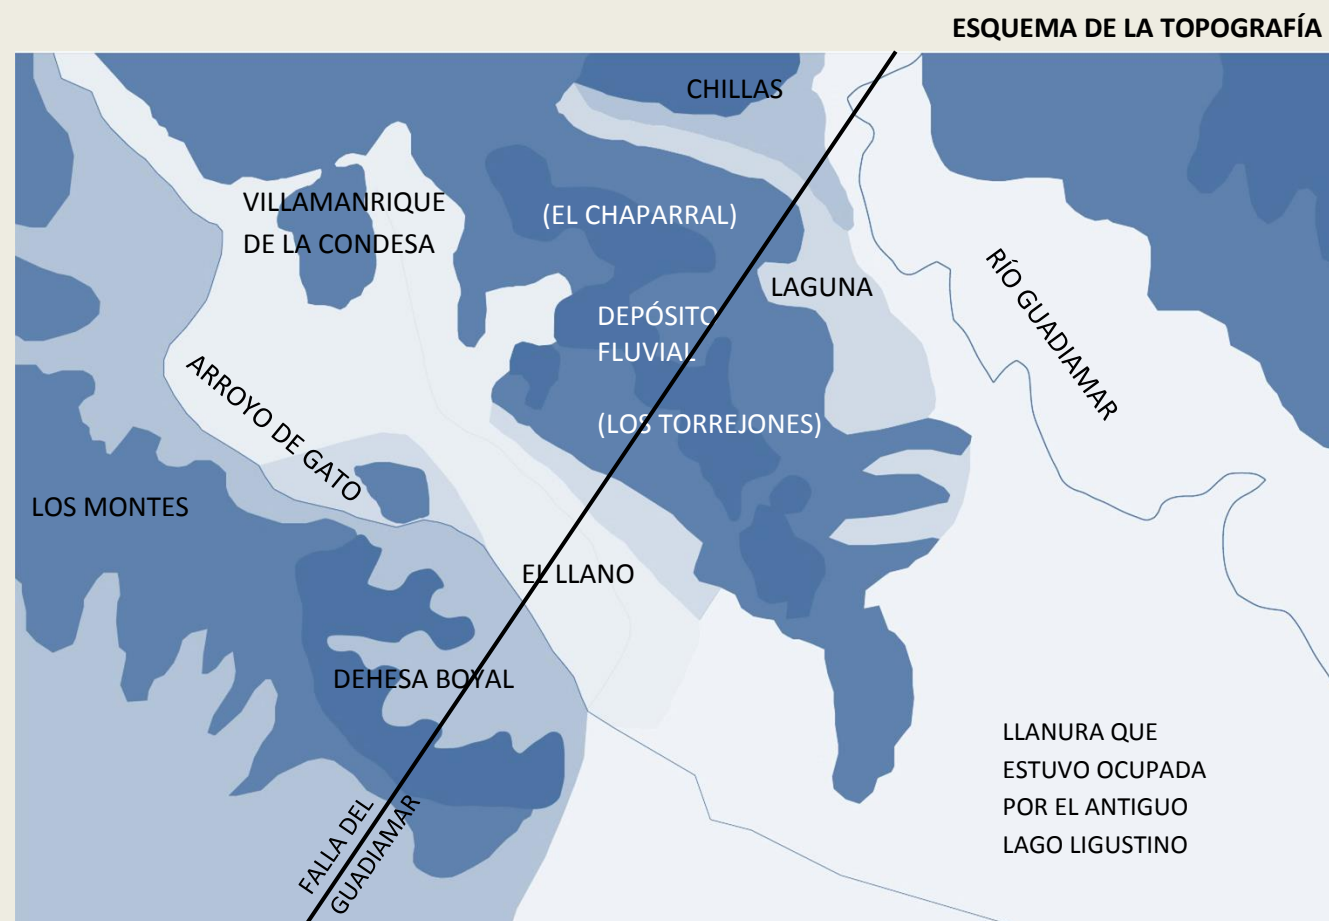 ESQUEMA DE LA TOPOGRAFÍA
CHILLAS
VILLAMANRIQUE
DE LA CONDESA
(EL CHAPARRAL)
LAGUNA
RÍO GUADIAMAR
DEPÓSITO
FLUVIAL
ARROYO DE GATO
(LOS TORREJONES)
LOS MONTES
EL LLANO
DEHESA BOYAL
LLANURA QUE
ESTUVO OCUPADA
POR EL ANTIGUO
LAGO LIGUSTINO
FALLA DEL
GUADIAMAR